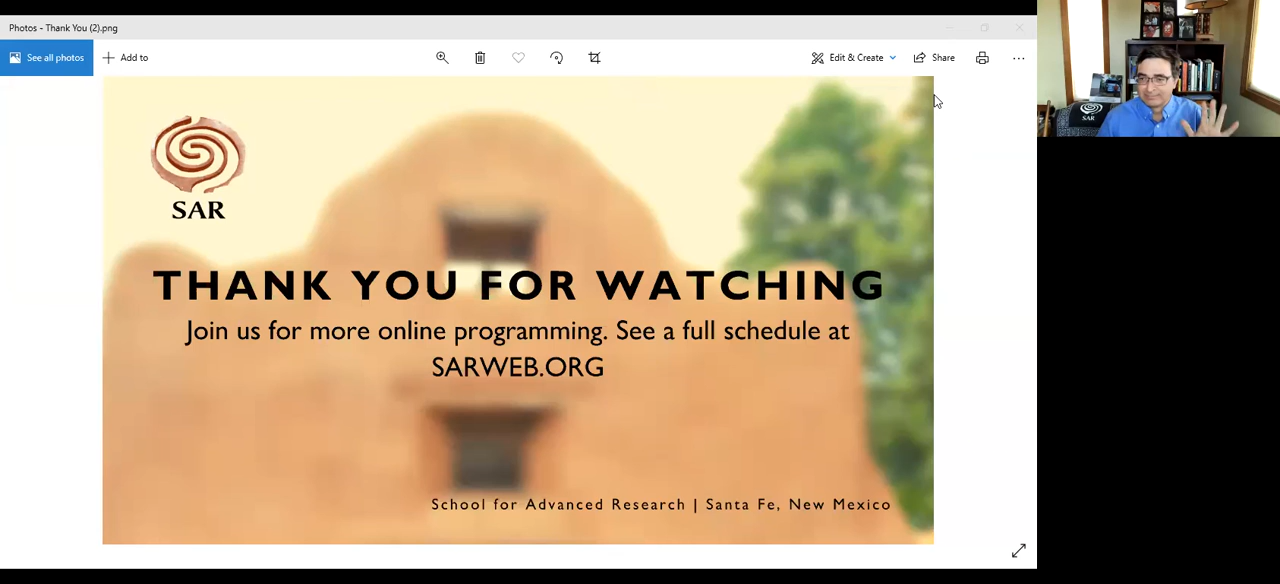 Photos - Thank You (2).png
See all photos
Add to
Edit & Create
Share
SAR
SAR
THANK YOU FOR WATCHING
Join us for more online programming. See a full schedule at
SARWEB.ORG
School for Advanced Research | Santa Fe, New Mexico